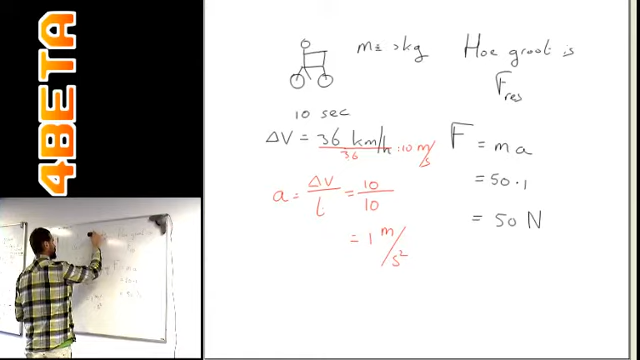 4BETA
m = kg
Hoe groot is
Fres
10 sec
ΔV = 36 km/h
36
: 10 m/s
a = ΔV/t = 10/10
= 1 m/s²
F = m a
= 50 · 1
= 50 N